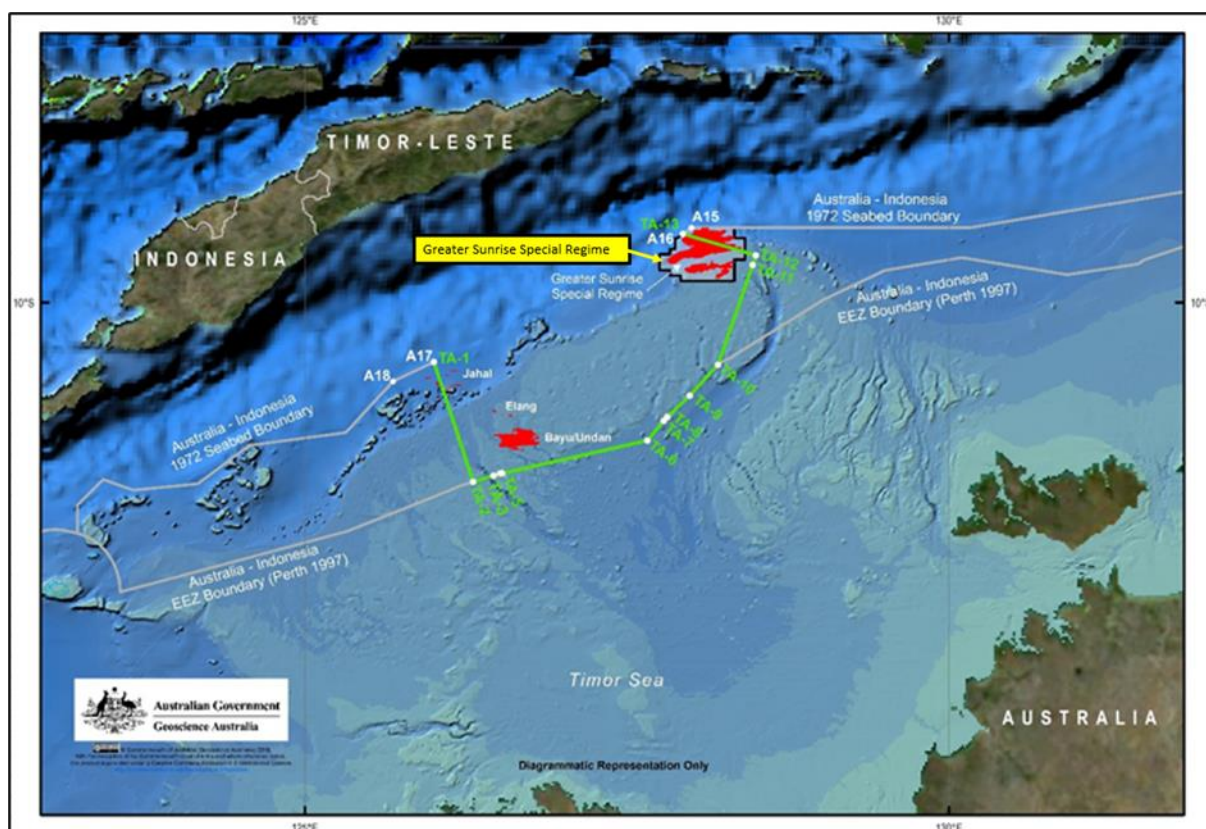 125°E
130°E
TIMOR-LESTE
INDONESIA
Australia - Indonesia
1972 Seabed Boundary
TA-13
A15
A16
Greater Sunrise Special Regime
Greater Sunrise
Special Regime
TA-12
TA-11
10°S
Australia - Indonesia
EEZ Boundary (Perth 1997)
A17
TA-1
A18
Jahal
TA-10
TA-9
Elang
Bayu/Undan
TA-8
TA-7
TA-6
Australia - Indonesia
1972 Seabed Boundary
TA-2
Australia - Indonesia
EEZ Boundary (Perth 1997)
Timor Sea
Australian Government
Geoscience Australia
AUSTRALIA
Diagrammatic Representation Only
125°E
130°E